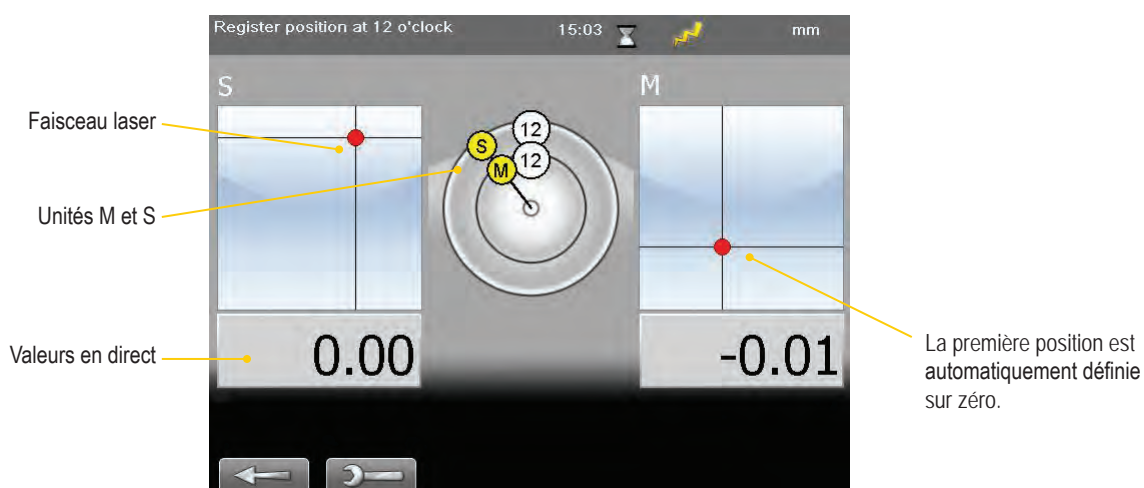 Register position at 12 o'clock 15:03 mm
S
M
Faisceau laser
12
S
12
M
Unités M et S
Valeurs en direct
0.00
-0.01
La première position est
automatiquement définie
sur zéro.